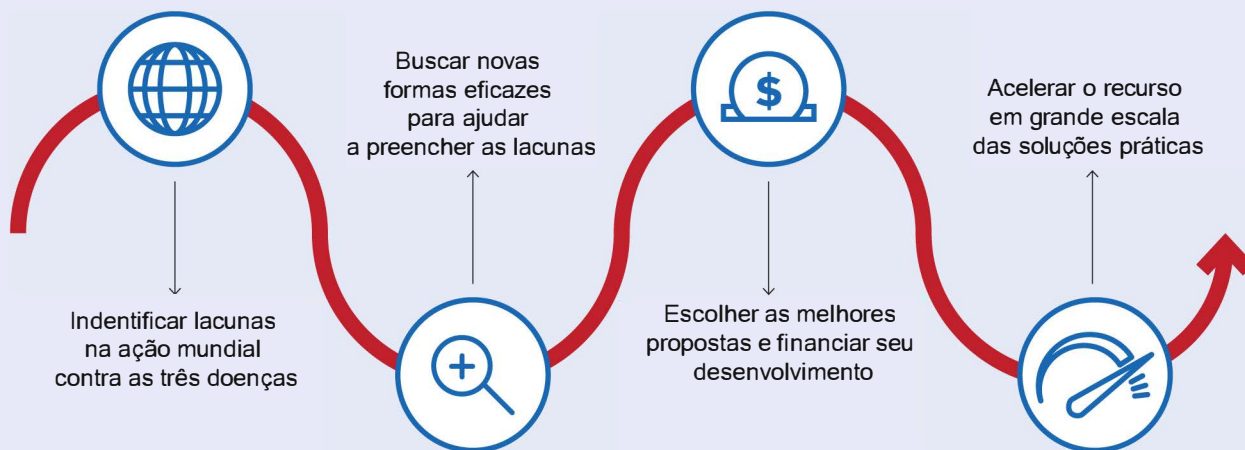 Indentificar lacunas
na ação mundial
contra as três doenças
Buscar novas
formas eficazes
para ajudar
a preencher as lacunas
$
Escolher as melhores
propostas e financiar seu
desenvolvimento
Acelerar o recurso
em grande escala
das soluções práticas